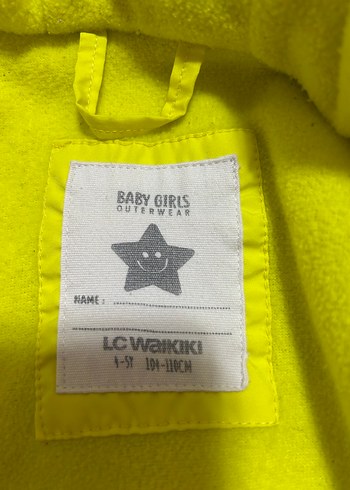 BABY GIRLS
OUTERWEAR
NAME:
LC WAIKIKI
4-5Y 104-110CM